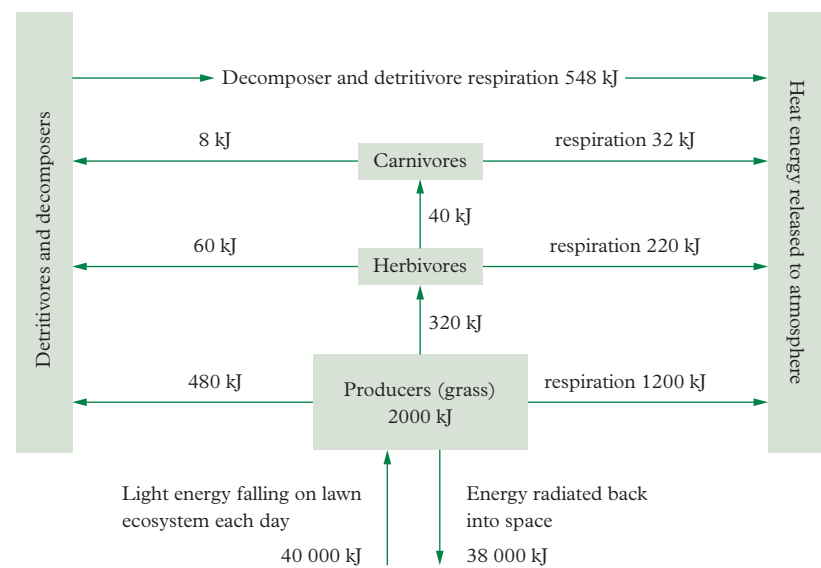 Decomposer and detritivore respiration 548 kJ
Detritivores and decomposers
Heat energy released to atmosphere
8 kJ
Carnivores
respiration 32 kJ
40 kJ
60 kJ
Herbivores
respiration 220 kJ
320 kJ
480 kJ
Producers (grass)
2000 kJ
respiration 1200 kJ
Light energy falling on lawn
ecosystem each day
40 000 kJ
Energy radiated back
into space
38 000 kJ